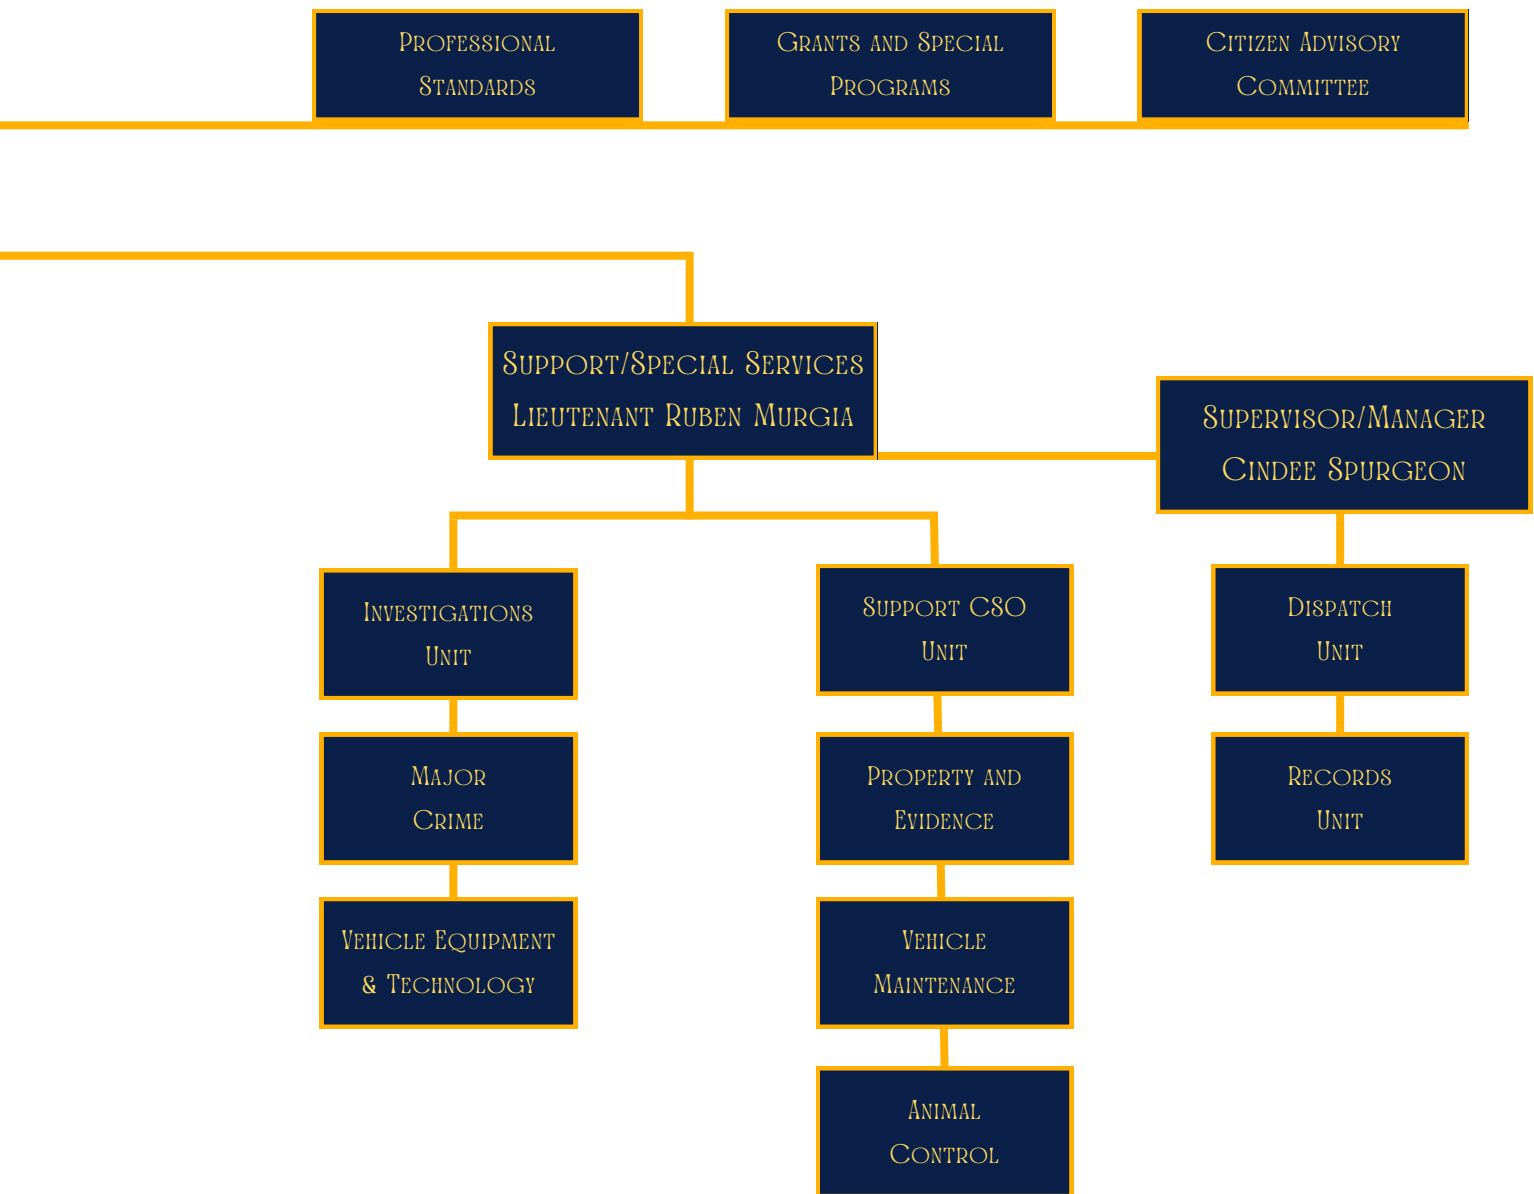 Professional
Standards
Grants and Special
Programs
Citizen Advisory
Committee
Support/Special Services
Lieutenant Ruben Murgia
Supervisor/Manager
Cindee Spurgeon
Investigations
Unit
Support CSO
Unit
Dispatch
Unit
Major
Crime
Property and
Evidence
Records
Unit
Vehicle Equipment
& Technology
Vehicle
Maintenance
Animal
Control